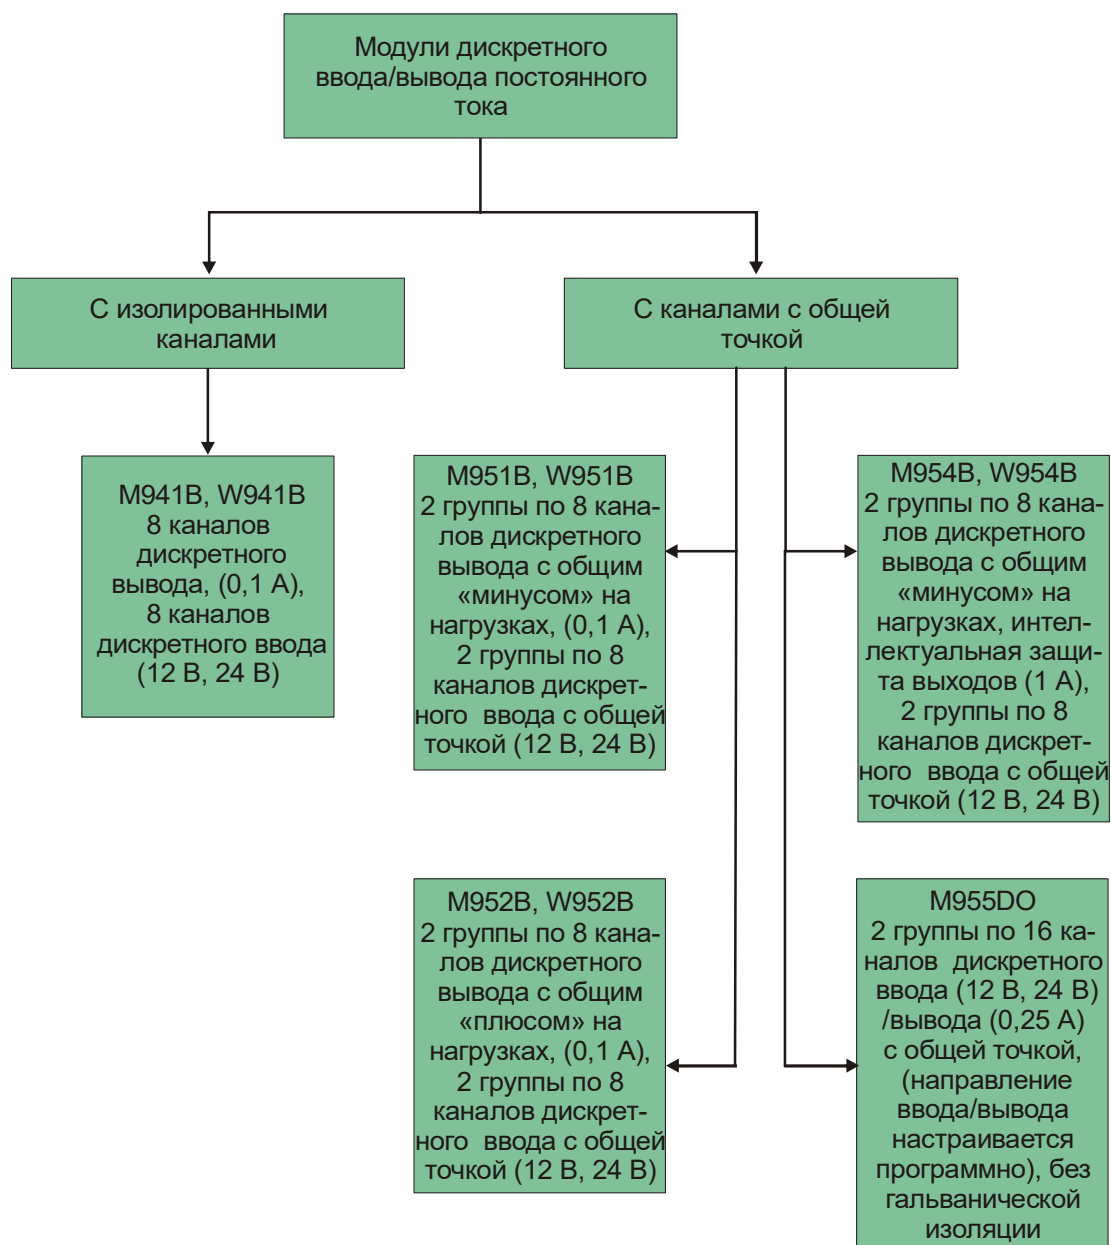 Модули дискретного
ввода/вывода постоянного
тока
С изолированными
каналами
С каналами с общей
точкой
M941B, W941B
8 каналов
дискретного
вывода, (0,1 А),
8 каналов
дискретного ввода
(12 В, 24 В)
M951B, W951B
2 группы по 8 кана-
лов дискретного
вывода с общим
«минусом» на
нагрузках, (0,1 А),
2 группы по 8
каналов дискрет-
ного ввода с общей
точкой (12 В, 24 В)
M954B, W954B
2 группы по 8 кана-
лов дискретного
вывода с общим
«минусом» на
нагрузках, интел-
лектуальная защи-
та выходов (1 А),
2 группы по 8
каналов дискрет-
ного ввода с общей
точкой (12 В, 24 В)
M952B, W952B
2 группы по 8 кана-
лов дискретного
вывода с общим
«плюсом» на
нагрузках, (0,1 А),
2 группы по 8
каналов дискрет-
ного ввода с общей
точкой (12 В, 24 В)
M955DO
2 группы по 16 ка-
налов дискретного
ввода (12 В, 24 В)
/вывода (0,25 А)
с общей точкой,
(направление
ввода/вывода
настраивается
программно), без
гальванической
изоляции